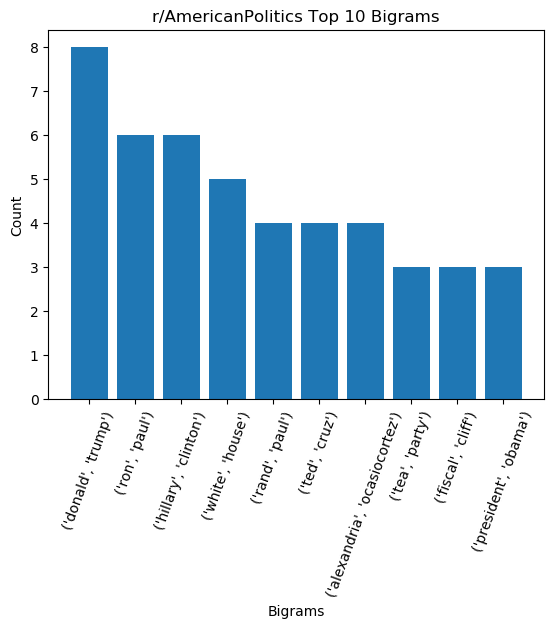 r/AmericanPolitics Top 10 Bigrams
8
7
6
5
4
3
2
1
0
Count
('donald', 'trump')
('ron', 'paul')
('hillary', 'clinton')
('white', 'house')
('rand', 'paul')
('ted', 'cruz')
('alexandria', 'ocasiocortez')
('tea', 'party')
('fiscal', 'cliff')
('president', 'obama')
Bigrams